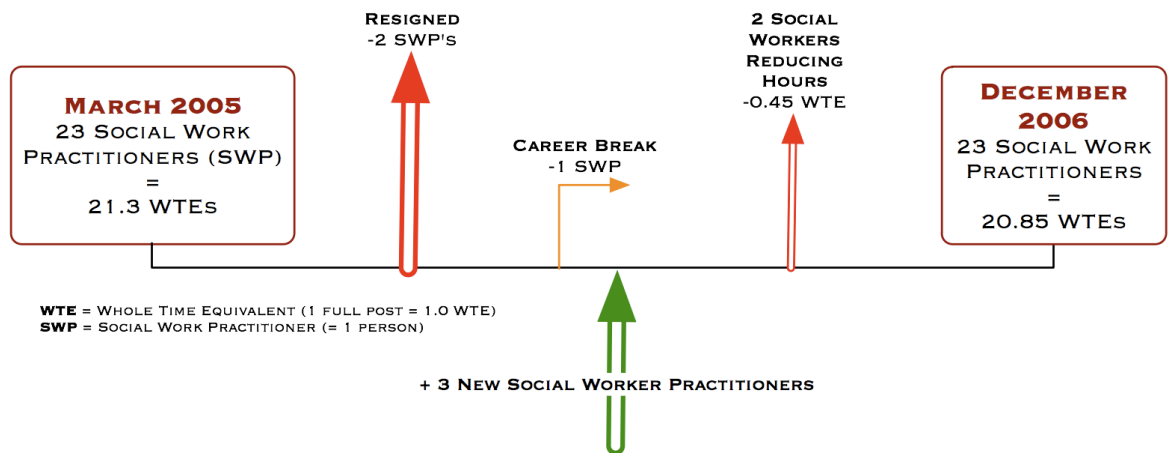 Resigned
-2 SWP's
2 Social
Workers
Reducing
Hours
-0.45 WTE
March 2005
23 Social Work
Practitioners (SWP)
=
21.3 WTEs
Career Break
-1 SWP
December
2006
23 Social Work
Practitioners
=
20.85 WTEs
WTE = Whole Time Equivalent (1 full post = 1.0 WTE)
SWP = Social Work Practitioner (= 1 person)
+ 3 New Social Worker Practitioners